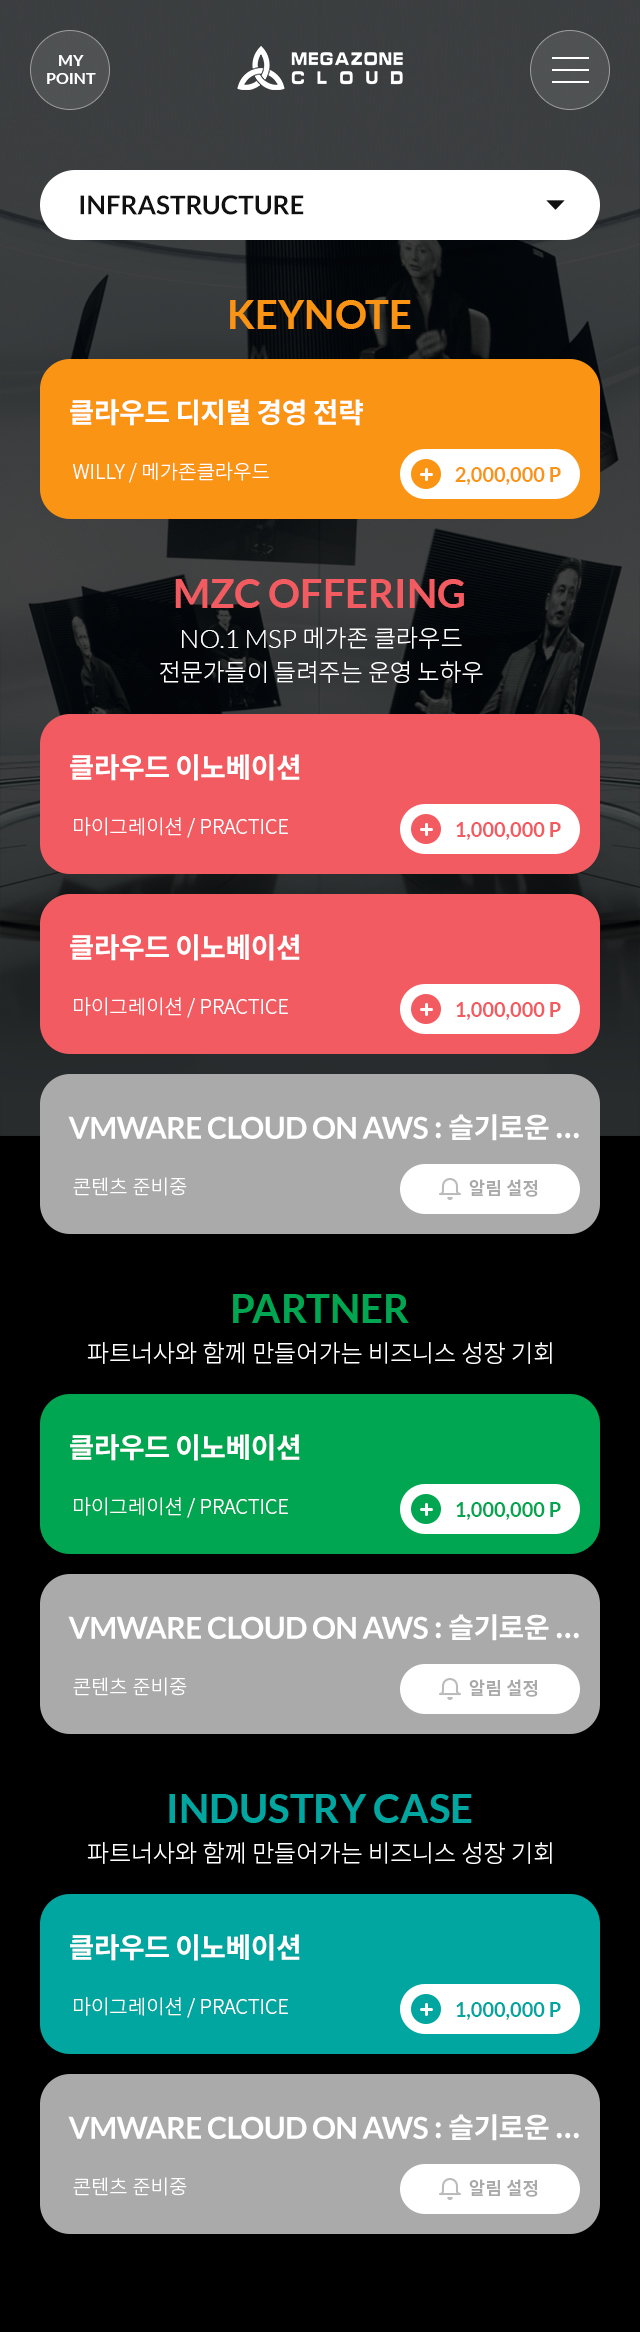 MY
POINT
MEGAZONE
CLOUD
INFRASTRUCTURE
KEYNOTE
클라우드 디지털 경영 전략
WILLY / 메가존클라우드
2,000,000 P
MZC OFFERING
NO.1 MSP 메가존 클라우드
전문가들이 들려주는 운영 노하우
클라우드 이노베이션
마이그레이션 / PRACTICE
1,000,000 P
클라우드 이노베이션
마이그레이션 / PRACTICE
1,000,000 P
VMWARE CLOUD ON AWS : 슬기로운 ...
콘텐츠 준비중
알림 설정
PARTNER
파트너사와 함께 만들어가는 비즈니스 성장 기회
클라우드 이노베이션
마이그레이션 / PRACTICE
1,000,000 P
VMWARE CLOUD ON AWS : 슬기로운 ...
콘텐츠 준비중
알림 설정
INDUSTRY CASE
파트너사와 함께 만들어가는 비즈니스 성장 기회
클라우드 이노베이션
마이그레이션 / PRACTICE
1,000,000 P
VMWARE CLOUD ON AWS : 슬기로운 ...
콘텐츠 준비중
알림 설정